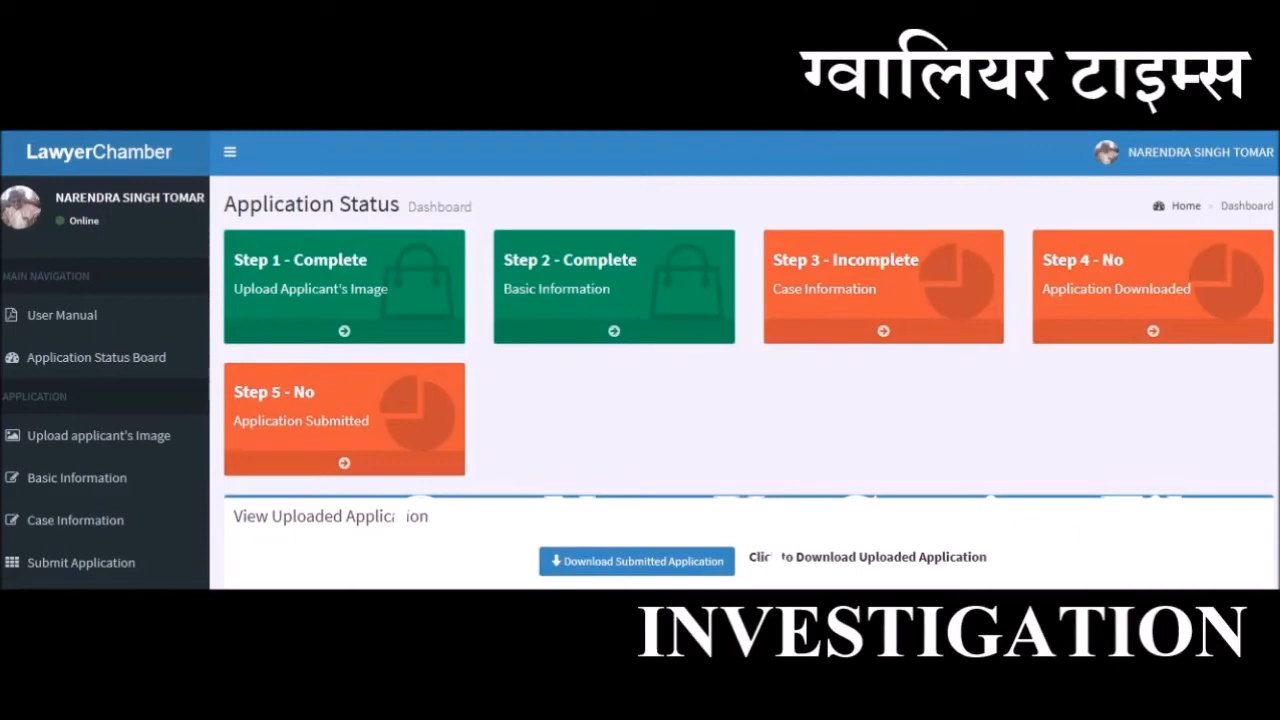 ग्वालियर टाइम्स
LawyerChamber
NARENDRA SINGH TOMAR
NARENDRA SINGH TOMAR
Online
Application Status Dashboard
Home > Dashboard
MAIN NAVIGATION
User Manual
Application Status Board
APPLICATION
Upload applicant's Image
Basic Information
Case Information
Submit Application
Step 1 - Complete
Upload Applicant's Image
Step 2 - Complete
Basic Information
Step 3 - Incomplete
Case Information
Step 4 - No
Application Downloaded
Step 5 - No
Application Submitted
View Uploaded Application
Download Submitted Application
to Download Uploaded Application
INVESTIGATION